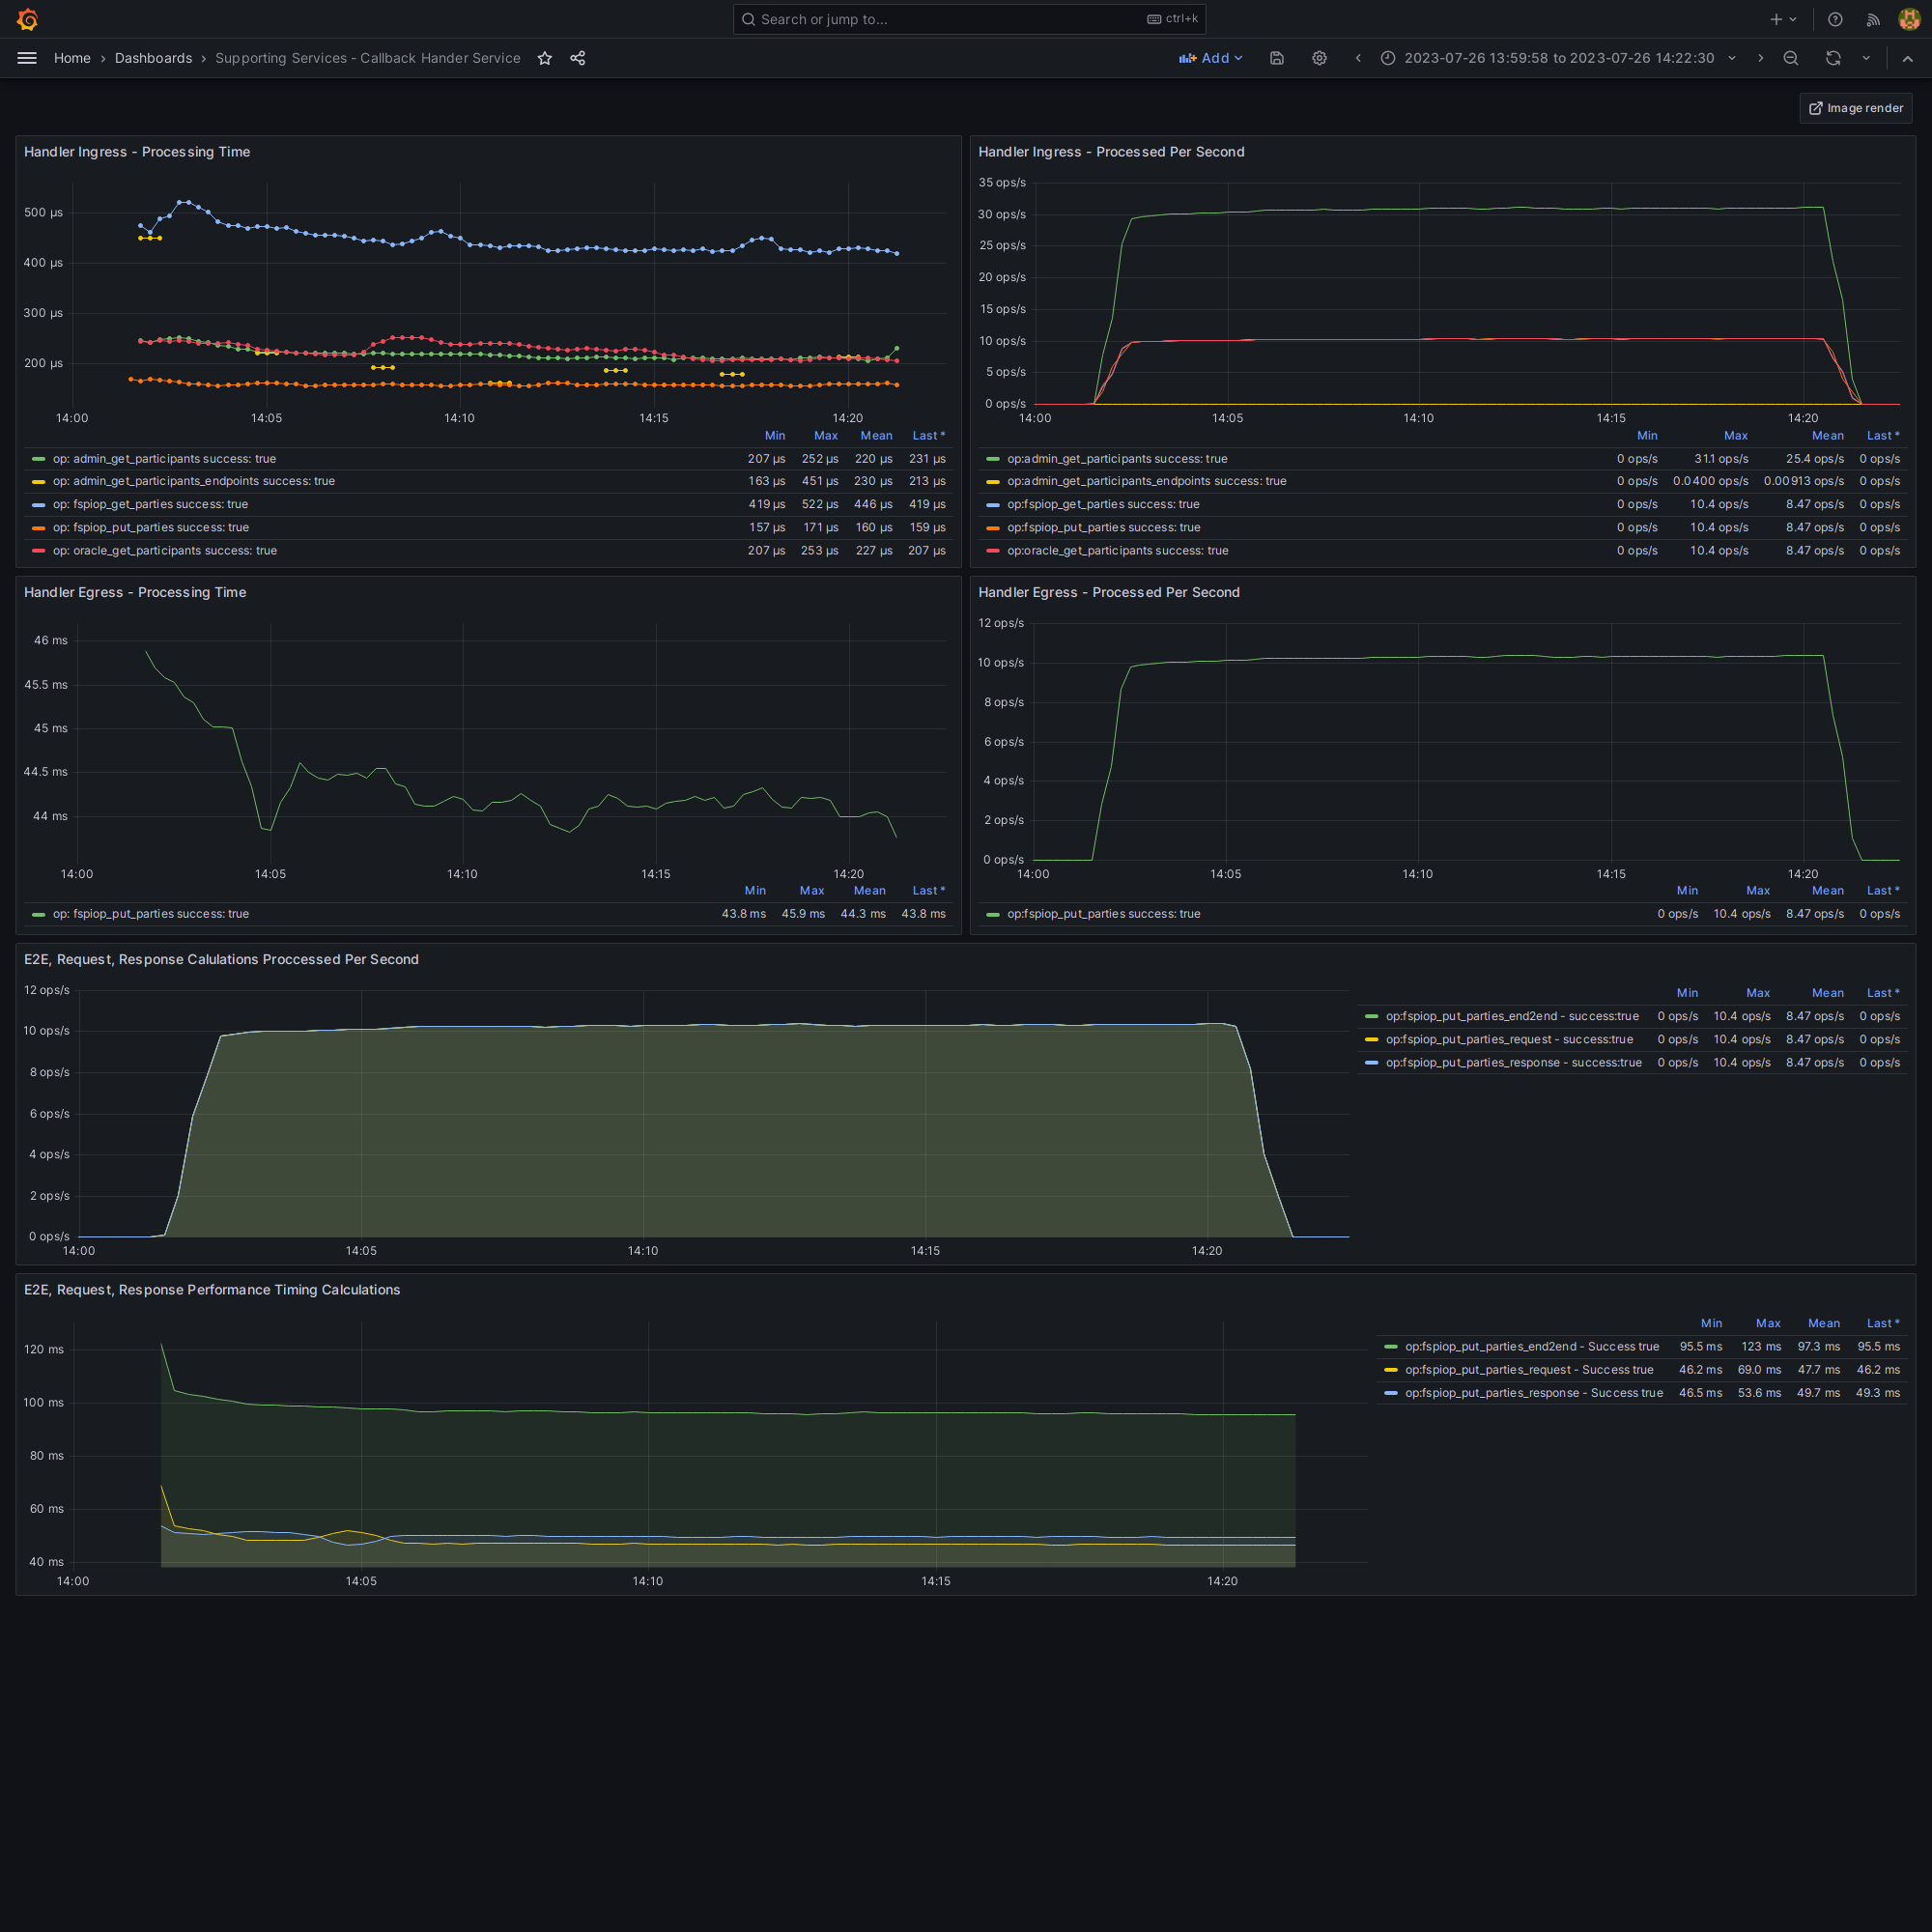 Search or jump to...
ctrl+k
Home
Dashboards
Supporting Services - Callback Hander Service
Add
2023-07-26 13:59:58 to 2023-07-26 14:22:30
Image render
Handler Ingress - Processing Time
500 µs
400 µs
300 µs
200 µs
14:00 14:05 14:10 14:15 14:20
Min Max Mean Last *
op: admin_get_participants success: true 207 µs 252 µs 220 µs 231 µs
op: admin_get_participants_endpoints success: true 163 µs 451 µs 230 µs 213 µs
op: fspiop_get_parties success: true 419 µs 522 µs 446 µs 419 µs
op: fspiop_put_parties success: true 157 µs 171 µs 160 µs 159 µs
op: oracle_get_participants success: true 207 µs 253 µs 227 µs 207 µs
Handler Ingress - Processed Per Second
35 ops/s
30 ops/s
25 ops/s
20 ops/s
15 ops/s
10 ops/s
5 ops/s
0 ops/s
14:00 14:05 14:10 14:15 14:20
Min Max Mean Last *
op:admin_get_participants success: true 0 ops/s 31.1 ops/s 25.4 ops/s 0 ops/s
op:admin_get_participants_endpoints success: true 0 ops/s 0.0400 ops/s 0.00913 ops/s 0 ops/s
op:fspiop_get_parties success: true 0 ops/s 10.4 ops/s 8.47 ops/s 0 ops/s
op:fspiop_put_parties success: true 0 ops/s 10.4 ops/s 8.47 ops/s 0 ops/s
op:oracle_get_participants success: true 0 ops/s 10.4 ops/s 8.47 ops/s 0 ops/s
Handler Egress - Processing Time
46 ms
45.5 ms
45 ms
44.5 ms
44 ms
14:00 14:05 14:10 14:15 14:20
Min Max Mean Last *
op: fspiop_put_parties success: true 43.8 ms 45.9 ms 44.3 ms 43.8 ms
Handler Egress - Processed Per Second
12 ops/s
10 ops/s
8 ops/s
6 ops/s
4 ops/s
2 ops/s
0 ops/s
14:00 14:05 14:10 14:15 14:20
Min Max Mean Last *
op:fspiop_put_parties success: true 0 ops/s 10.4 ops/s 8.47 ops/s 0 ops/s
E2E, Request, Response Calulations Proccessed Per Second
12 ops/s
10 ops/s
8 ops/s
6 ops/s
4 ops/s
2 ops/s
0 ops/s
14:00 14:05 14:10 14:15 14:20
Min Max Mean Last *
op:fspiop_put_parties_end2end - success:true 0 ops/s 10.4 ops/s 8.47 ops/s 0 ops/s
op:fspiop_put_parties_request - success:true 0 ops/s 10.4 ops/s 8.47 ops/s 0 ops/s
op:fspiop_put_parties_response - success:true 0 ops/s 10.4 ops/s 8.47 ops/s 0 ops/s
E2E, Request, Response Performance Timing Calculations
120 ms
100 ms
80 ms
60 ms
40 ms
14:00 14:05 14:10 14:15 14:20
Min Max Mean Last *
op:fspiop_put_parties_end2end - Success true 95.5 ms 123 ms 97.3 ms 95.5 ms
op:fspiop_put_parties_request - Success true 46.2 ms 69.0 ms 47.7 ms 46.2 ms
op:fspiop_put_parties_response - Success true 46.5 ms 53.6 ms 49.7 ms 49.3 ms